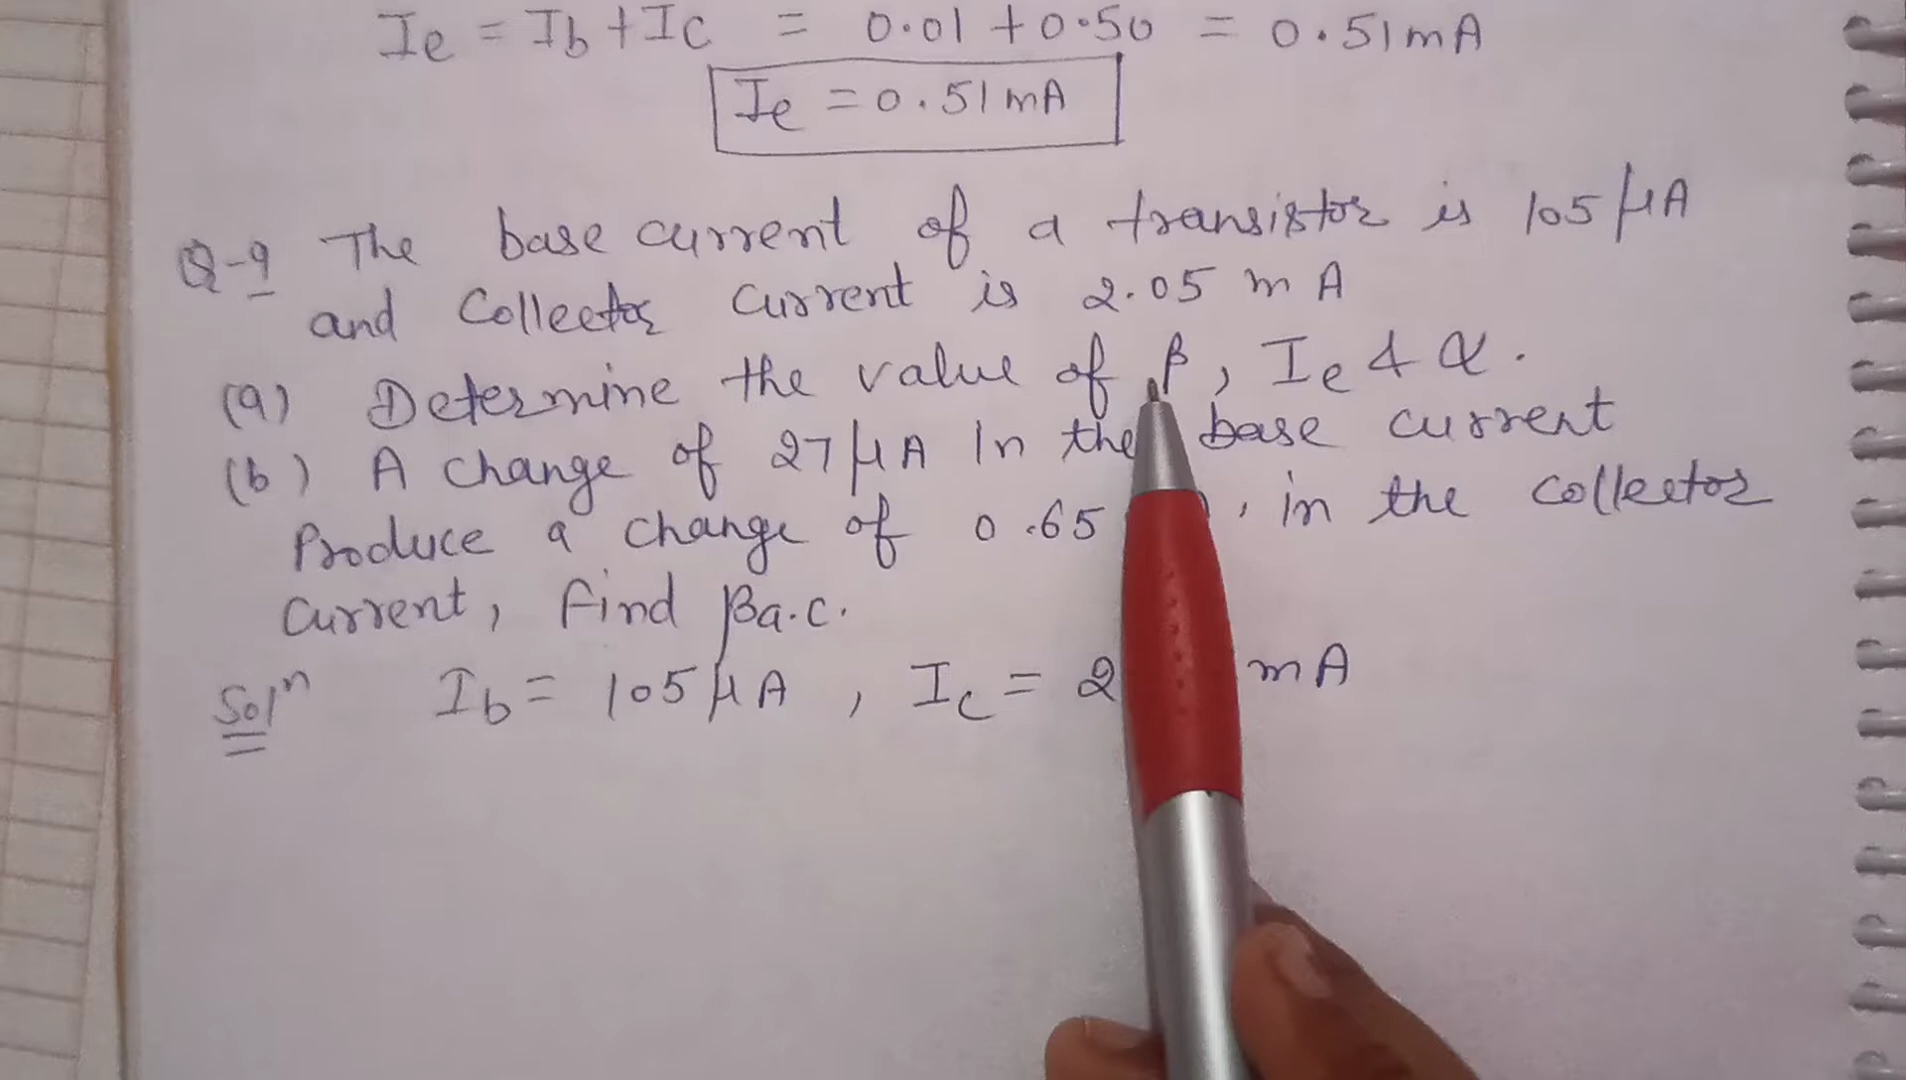 Ie = Ib + Ic = 0.01 + 0.50 = 0.51 mA
Ie = 0.51 mA
Q-9 The base current of a transistor is 105 μA
and Collector Current is 2.05 m A
(a) Determine the value of β, Ie & α.
(b) A change of 27 μA in the base current
Produce a change of 0.65 , in the collector
Current, find βa.c.
Solⁿ Ib = 105 μA , Ic = 2 mA